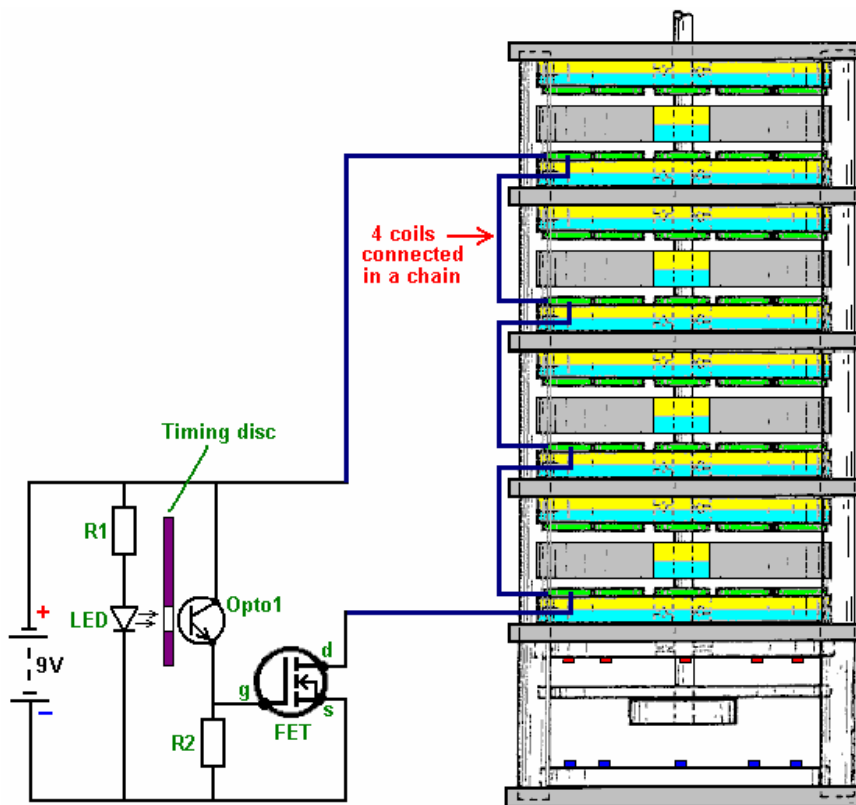 4 coils
connected
in a chain
Timing disc
R1
LED
Opto1
+
9V
−
d
g
s
FET
R2